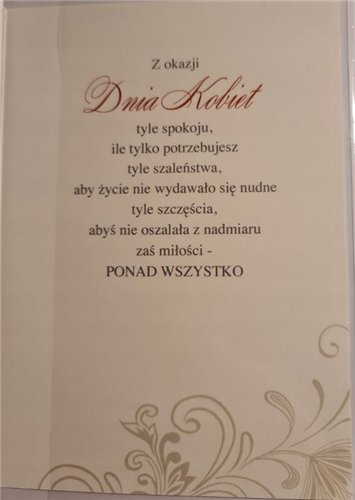 Z okazji
Dnia Kobiet
tyle spokoju,
ile tylko potrzebujesz
tyle szaleństwa,
aby życie nie wydawało się nudne
tyle szczęścia,
abyś nie oszalała z nadmiaru
zaś miłości -
PONAD WSZYSTKO